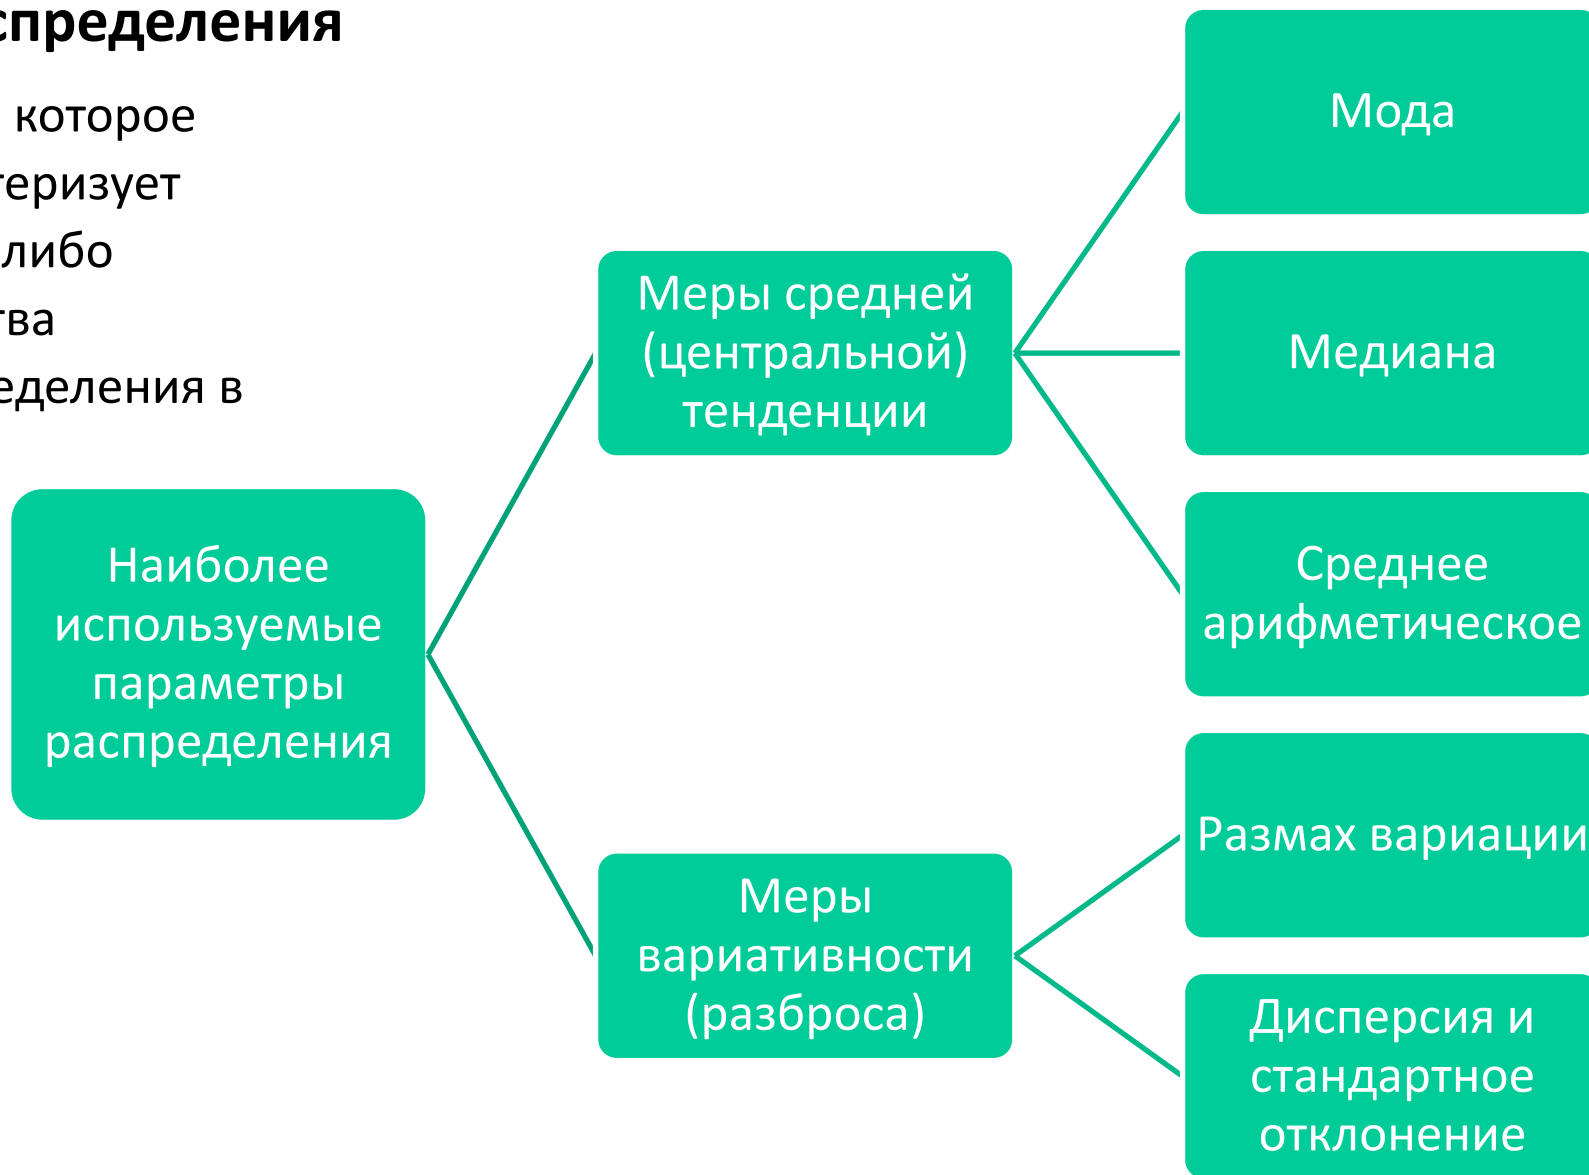 спределения
которое
теризует
либо
тва
еделения в
Наиболее
используемые
параметры
распределения
Меры средней
(центральной)
тенденции
Меры
вариативности
(разброса)
Мода
Медиана
Среднее
арифметическое
Размах вариации
Дисперсия и
стандартное
отклонение